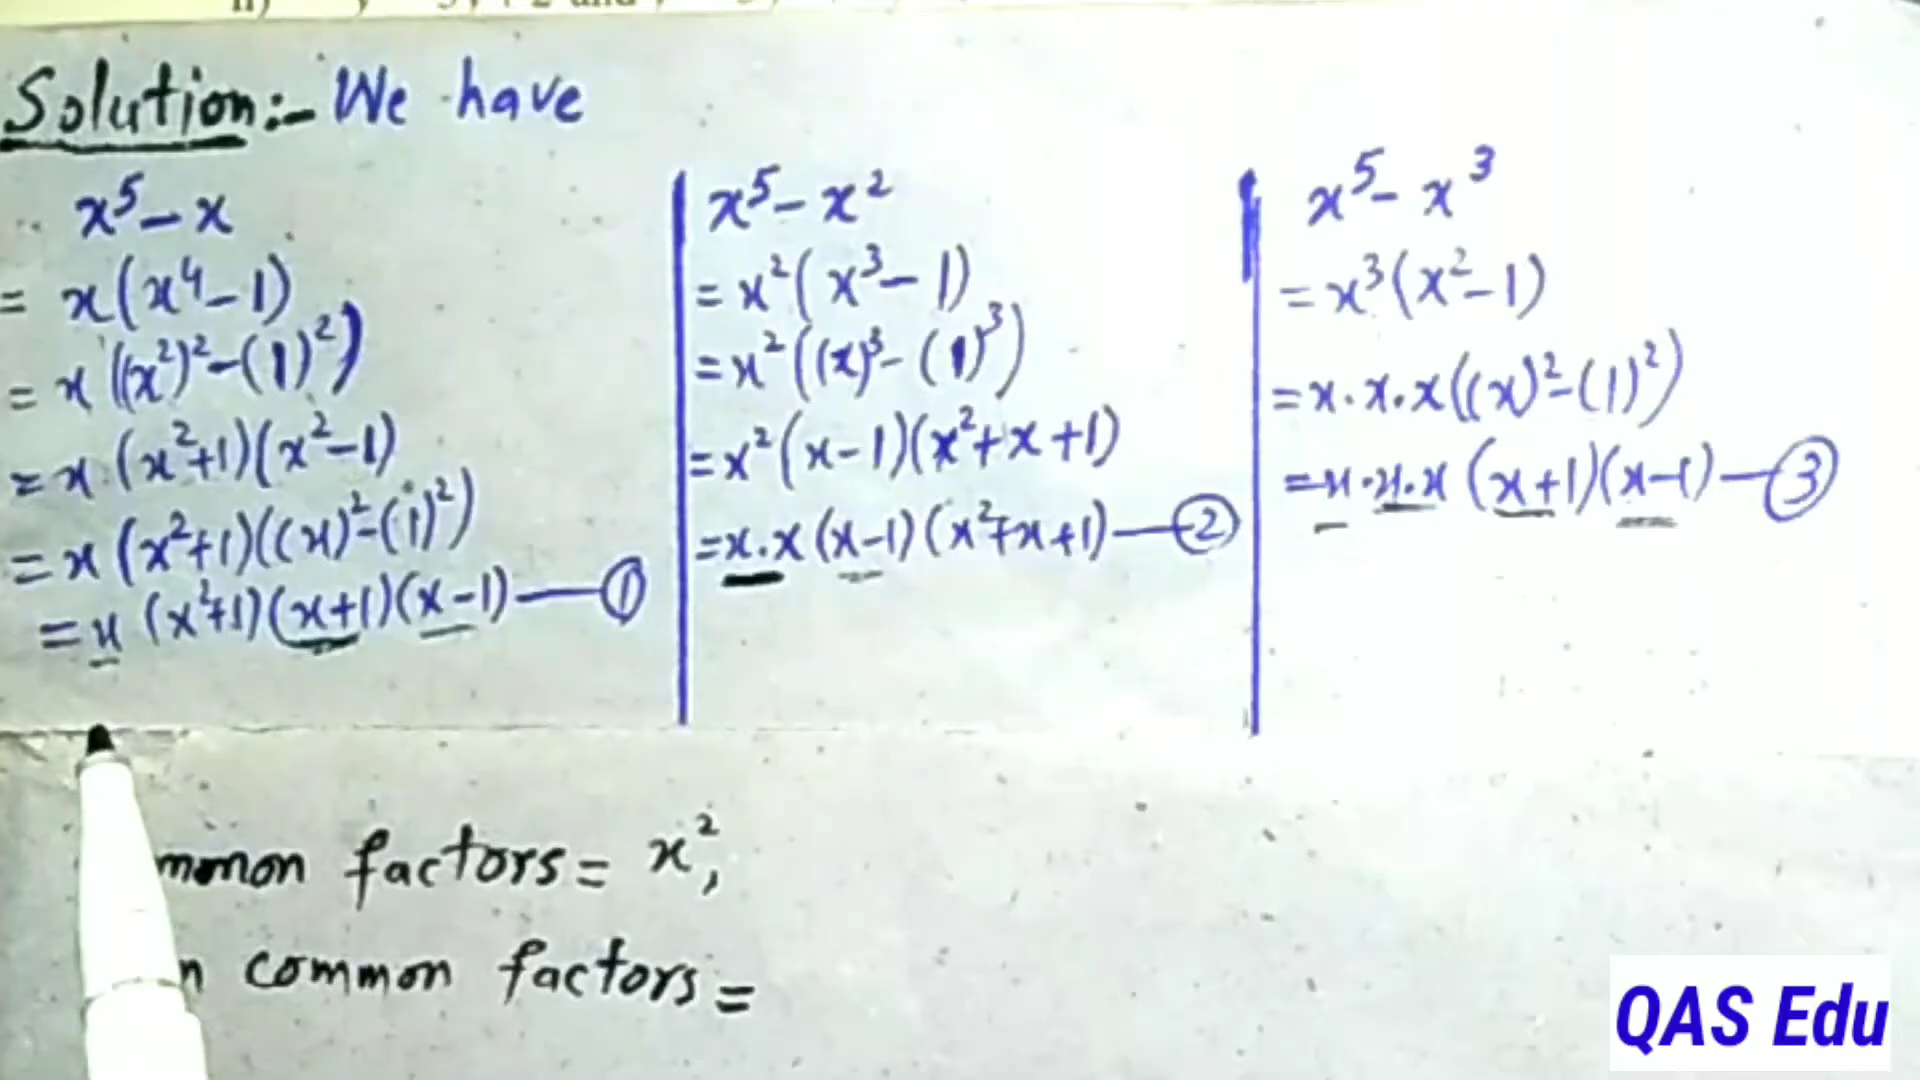 Solution:- We have
x⁵ - x
= x(x⁴ - 1)
= x((x²)² - (1)²)
= x(x²+1)(x²-1)
= x(x²+1)((x)²-(1)²)
= x(x²+1)(x+1)(x-1) — ①
x⁵ - x²
= x²(x³ - 1)
= x²((x)³ - (1)³)
= x²(x-1)(x²+x+1)
= x.x(x-1)(x²+x+1) — ②
x⁵ - x³
= x³(x²-1)
= x.x.x((x)²-(1)²)
= x.x.x(x+1)(x-1) — ③
mmon factors = x²,
n common factors =
QAS Edu